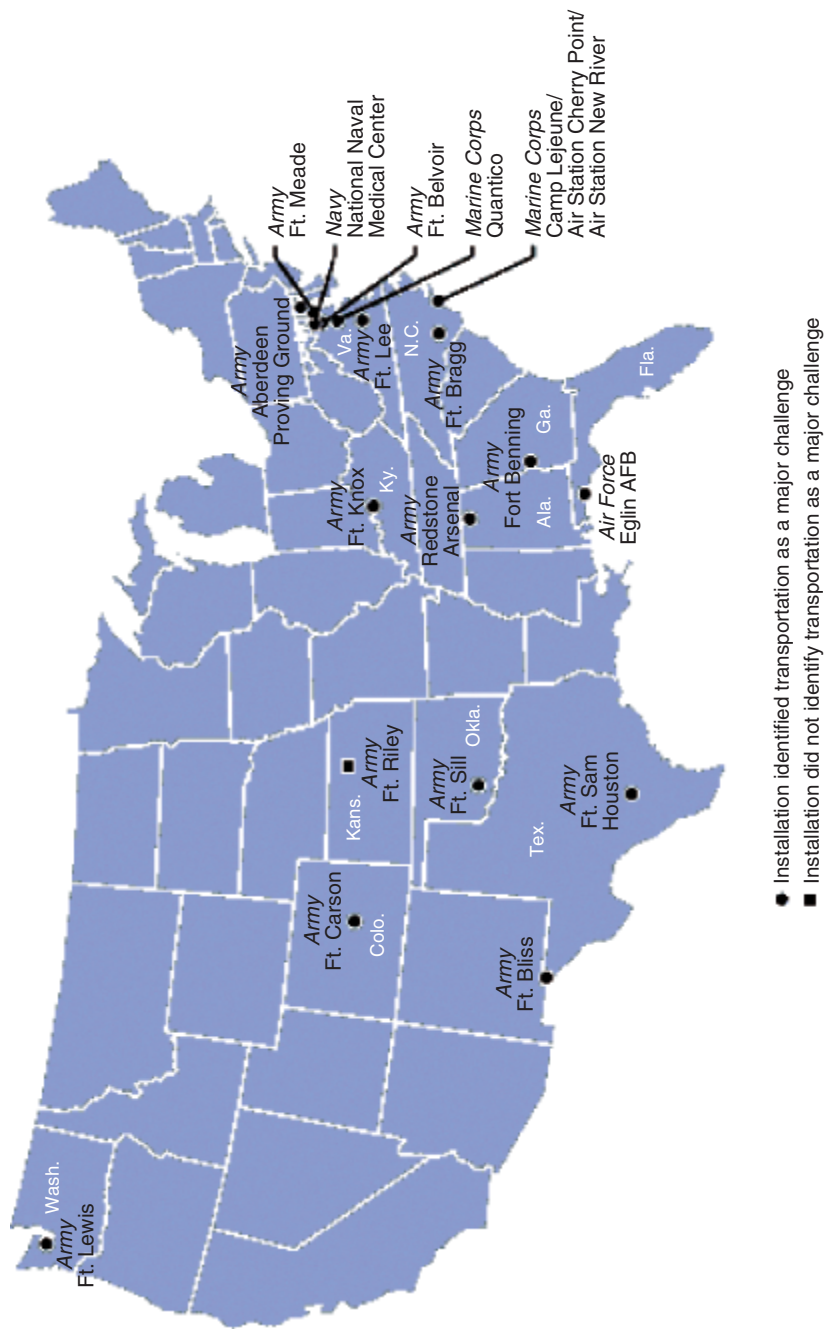 Wash.
Army
Ft. Lewis
Army
Ft. Carson
Colo.
Kans.
Army
Ft. Riley
Army
Ft. Sill
Okla.
Army
Ft. Bliss
Tex.
Army
Ft. Sam
Houston
Army
Ft. Knox
Ky.
Army
Redstone
Arsenal
Army
Fort Benning
Ala.
Ga.
Air Force
Eglin AFB
Fla.
Army
Aberdeen
Proving Ground
Va.
Army
Ft. Lee
N.C.
Army
Ft. Bragg
Army
Ft. Meade
Navy
National Naval
Medical Center
Army
Ft. Belvoir
Marine Corps
Quantico
Marine Corps
Camp Lejeune/
Air Station Cherry Point/
Air Station New River
Installation identified transportation as a major challenge
Installation did not identify transportation as a major challenge